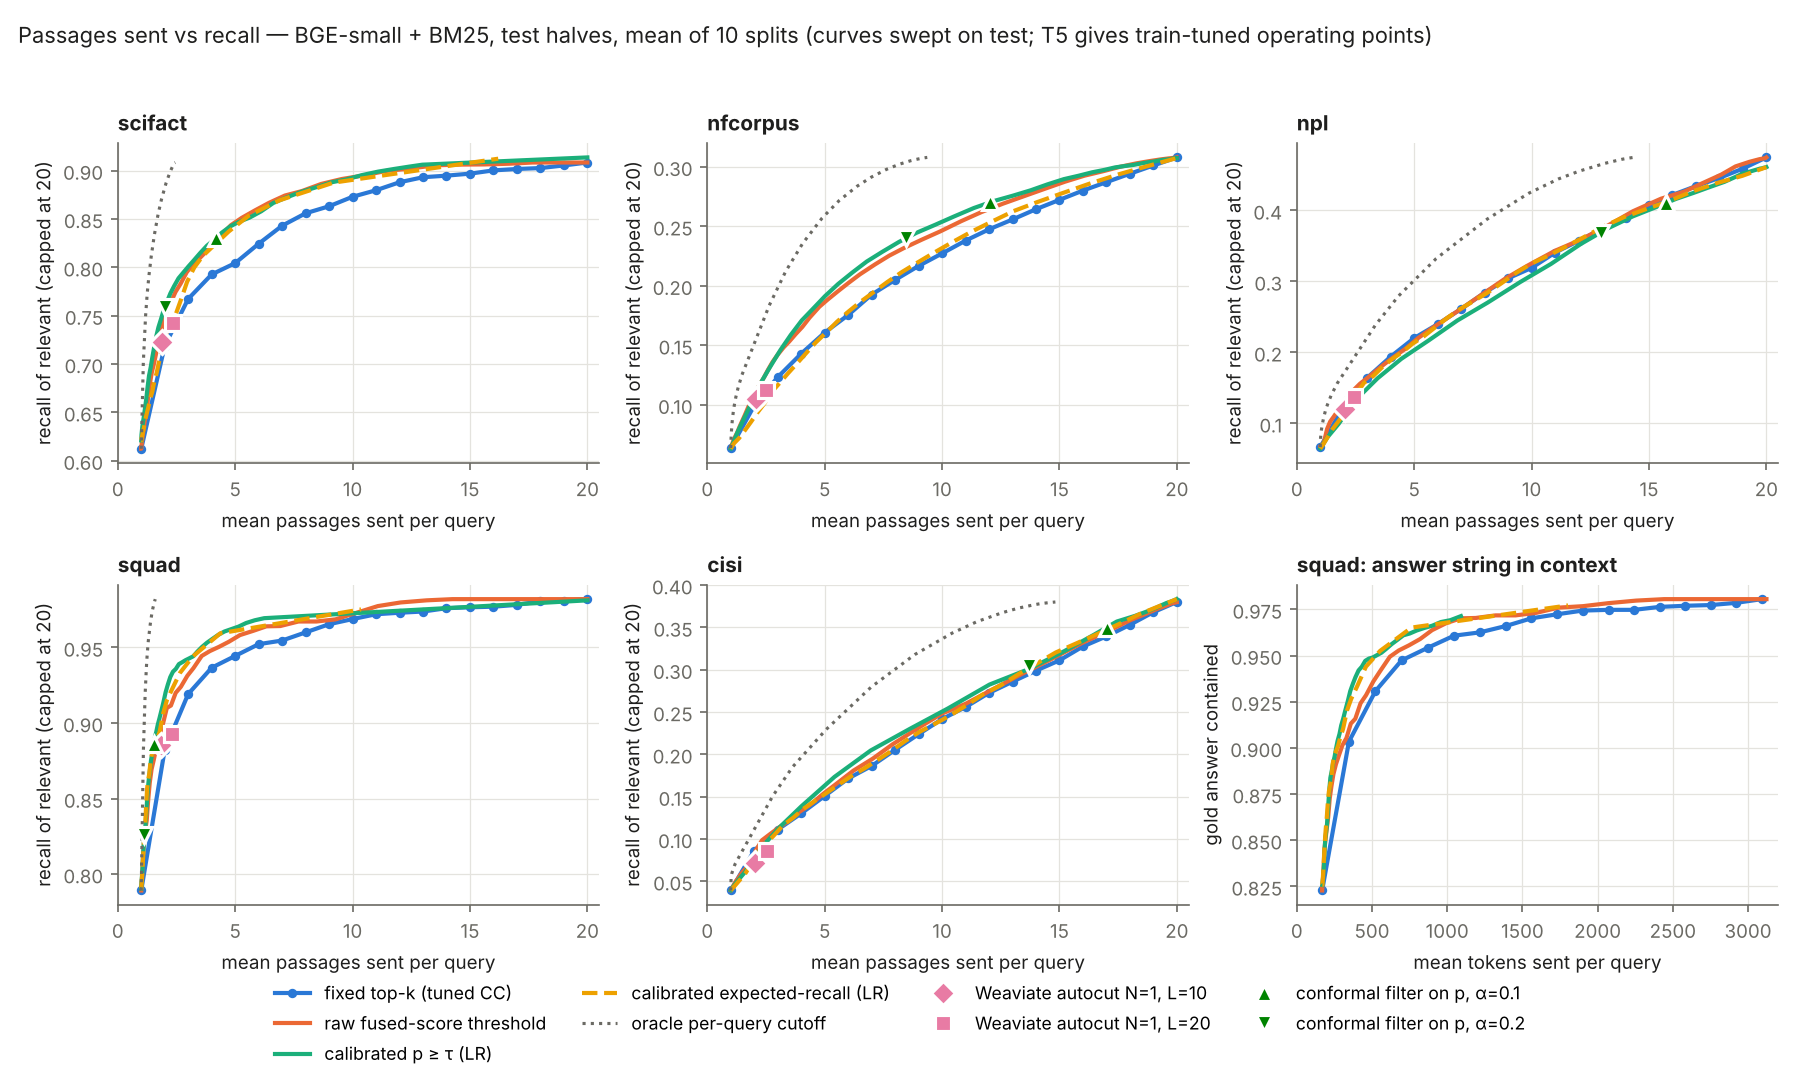 Passages sent vs recall — BGE-small + BM25, test halves, mean of 10 splits (curves swept on test; T5 gives train-tuned operating points)
scifact
recall of relevant (capped at 20)
0.90
0.85
0.80
0.75
0.70
0.65
0.60
0 5 10 15 20
mean passages sent per query
nfcorpus
recall of relevant (capped at 20)
0.30
0.25
0.20
0.15
0.10
0 5 10 15 20
mean passages sent per query
npl
recall of relevant (capped at 20)
0.4
0.3
0.2
0.1
0 5 10 15 20
mean passages sent per query
squad
recall of relevant (capped at 20)
0.95
0.90
0.85
0.80
0 5 10 15 20
mean passages sent per query
cisi
recall of relevant (capped at 20)
0.40
0.35
0.30
0.25
0.20
0.15
0.10
0.05
0 5 10 15 20
mean passages sent per query
squad: answer string in context
gold answer contained
0.975
0.950
0.925
0.900
0.875
0.850
0.825
0 500 1000 1500 2000 2500 3000
mean tokens sent per query
fixed top-k (tuned CC)
raw fused-score threshold
calibrated p ≥ τ (LR)
calibrated expected-recall (LR)
oracle per-query cutoff
Weaviate autocut N=1, L=10
Weaviate autocut N=1, L=20
conformal filter on p, α=0.1
conformal filter on p, α=0.2